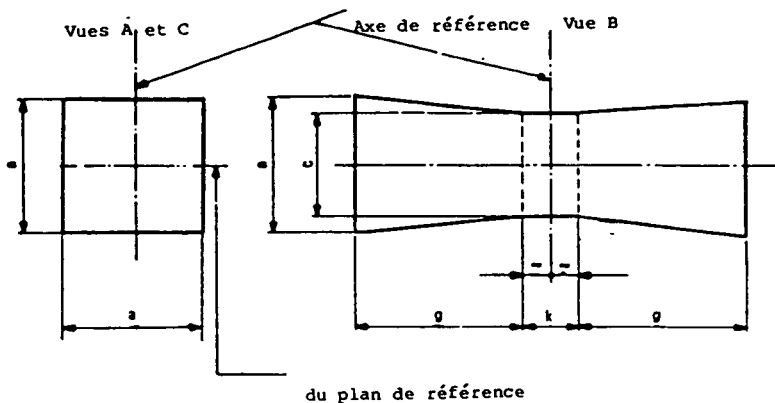 Vues A et C
Axe de référence
Vue B
a
a
c
g
k
g
a
du plan de référence